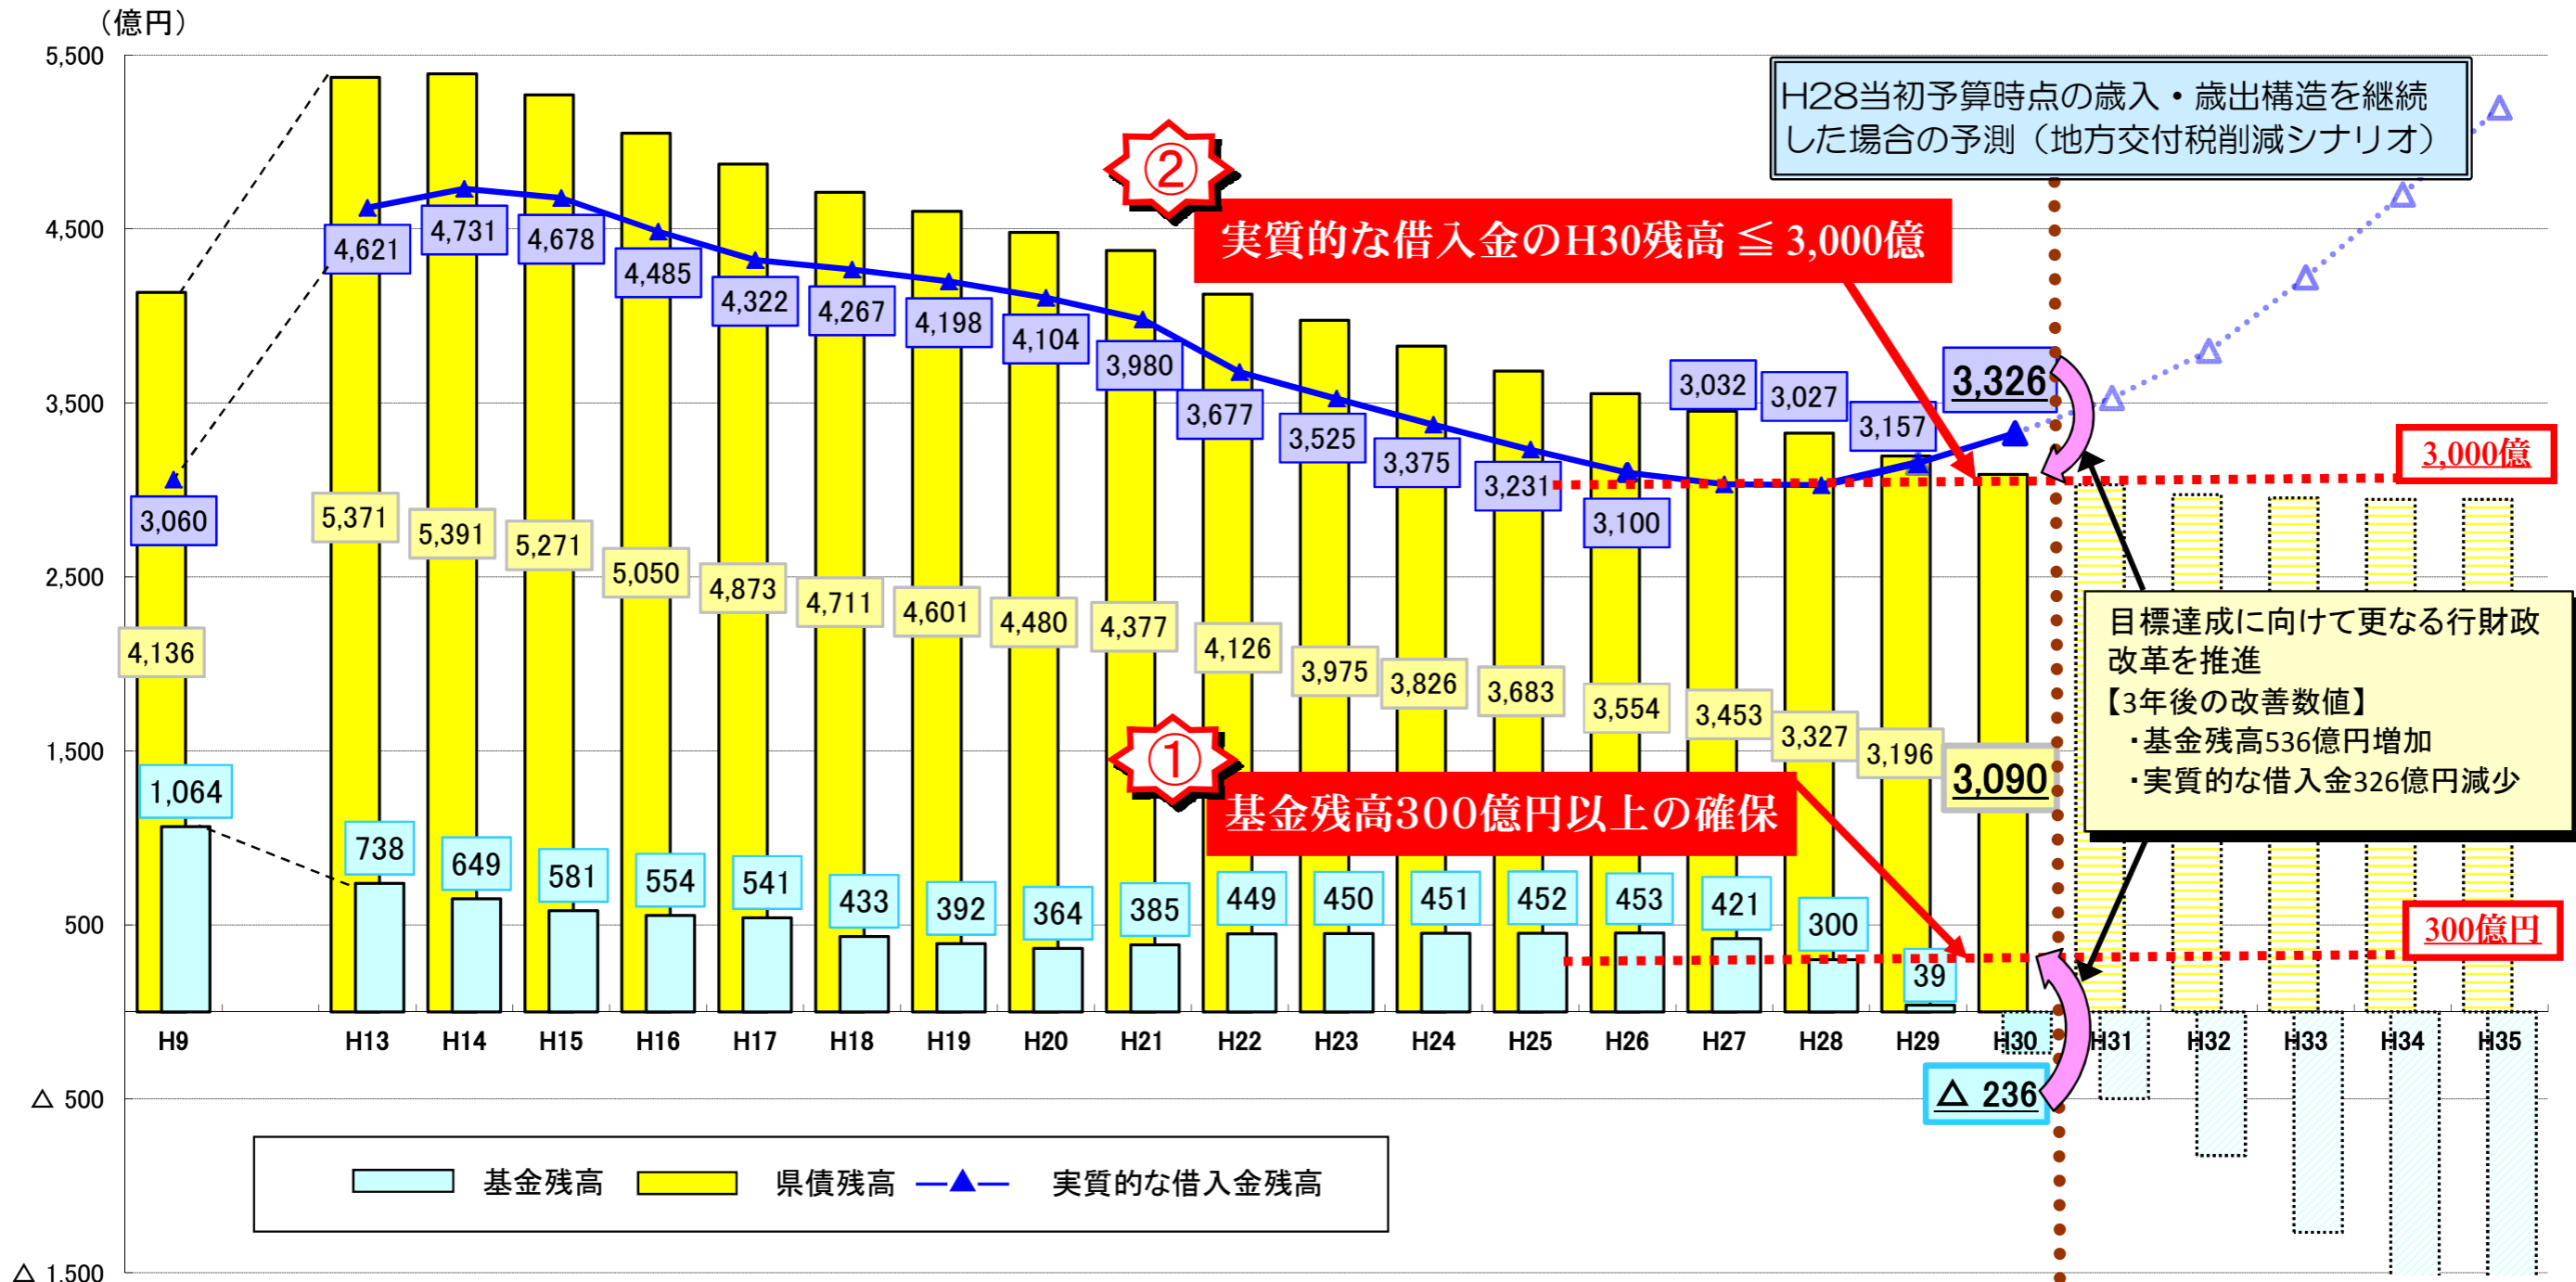 （億円）
5,500
4,500
3,500
2,500
1,500
500
△ 500
△ 1,500
H28当初予算時点の歳入・歳出構造を継続
した場合の予測（地方交付税削減シナリオ）
②
実質的な借入金のH30残高 ≦ 3,000億
3,060
4,621
4,731
4,678
4,485
4,322
4,267
4,198
4,104
3,980
3,677
3,525
3,375
3,231
3,100
3,032
3,027
3,157
3,326
3,000億
4,136
5,371
5,391
5,271
5,050
4,873
4,711
4,601
4,480
4,377
4,126
3,975
3,826
3,683
3,554
3,453
3,327
3,196
3,090
目標達成に向けて更なる行財政
改革を推進
【3年後の改善数値】
・基金残高536億円増加
・実質的な借入金326億円減少
①
基金残高300億円以上の確保
1,064
738
649
581
554
541
433
392
364
385
449
450
451
452
453
421
300
39
△ 236
300億円
H9
H13
H14
H15
H16
H17
H18
H19
H20
H21
H22
H23
H24
H25
H26
H27
H28
H29
H30
H31
H32
H33
H34
H35
基金残高
県債残高
実質的な借入金残高